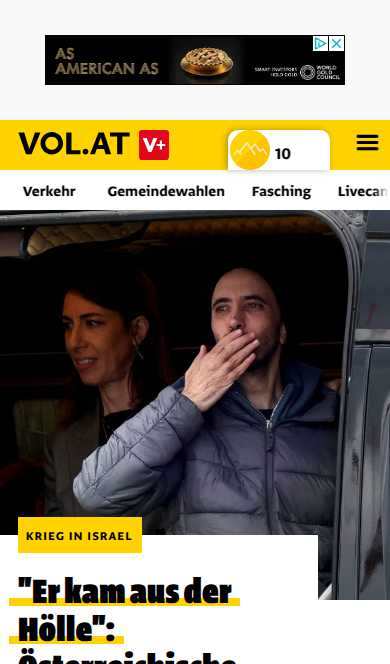 AS
AMERICAN AS
SMART INVESTORS
HOLD GOLD
WORLD
GOLD
COUNCIL
VOL.AT V+
10
Verkehr Gemeindewahlen Fasching Livecam
KRIEG IN ISRAEL
"Er kam aus der
Hölle":
Österreichische